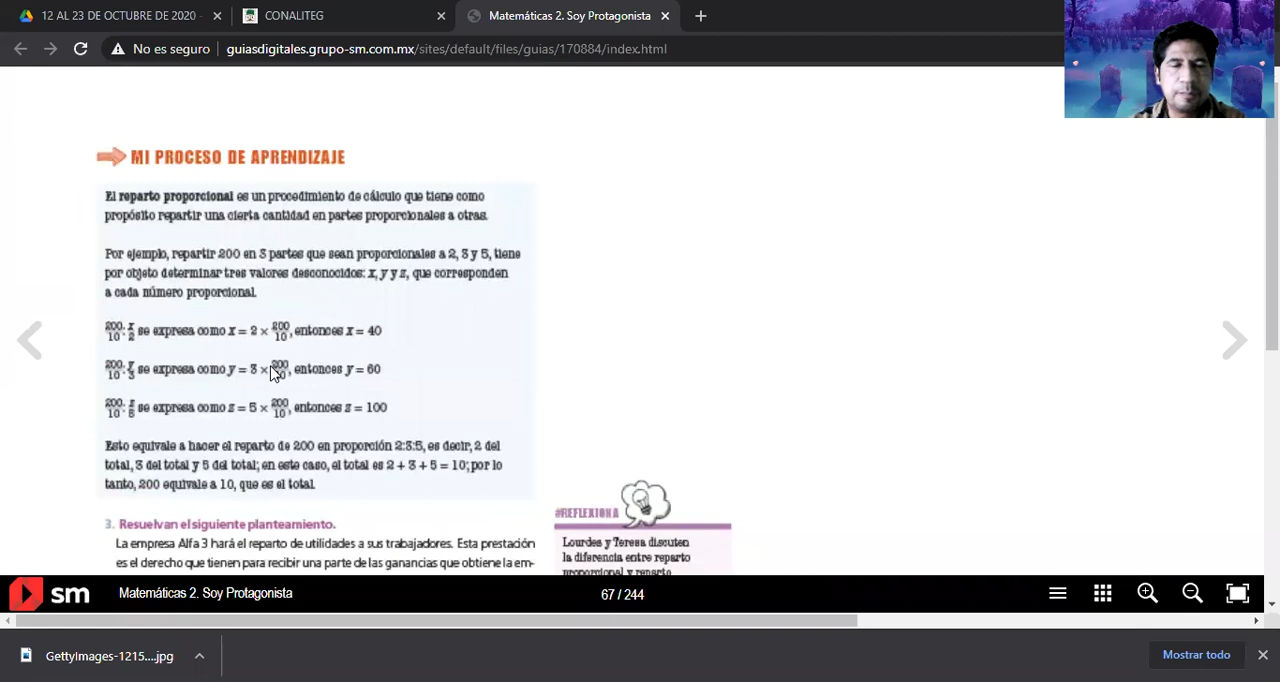 12 AL 23 DE OCTUBRE DE 2020 -
CONALITEG
Matemáticas 2. Soy Protagonista
No es seguro
guiasdigitales.grupo-sm.com.mx/sites/default/files/guias/170884/index.html
MI PROCESO DE APRENDIZAJE
El reparto proporcional es un procedimiento de cálculo que tiene como
propósito repartir una cierta cantidad en partes proporcionales a otras.
Por ejemplo, repartir 200 en 3 partes que sean proporcionales a 2, 3 y 5, tiene
por objeto determinar tres valores desconocidos: x, y y z, que corresponden
a cada número proporcional.
200/10 : x/2 se expresa como x = 2 × 200/10, entonces x = 40
200/10 : y/3 se expresa como y = 3 × 200/10, entonces y = 60
200/10 : z/5 se expresa como z = 5 × 200/10, entonces z = 100
Esto equivale a hacer el reparto de 200 en proporción 2:3:5, es decir, 2 del
total, 3 del total y 5 del total; en este caso, el total es 2 + 3 + 5 = 10; por lo
tanto, 200 equivale a 10, que es el total.
3. Resuelvan el siguiente planteamiento.
La empresa Alfa 3 hará el reparto de utilidades a sus trabajadores. Esta prestación
es el derecho que tienen para recibir una parte de las ganancias que obtiene la em-
#REFLEXIONA
Lourdes y Teresa discuten
la diferencia entre reparto
proporcional y reparto
sm
Matemáticas 2. Soy Protagonista
67 / 244
GettyImages-1215....jpg
Mostrar todo